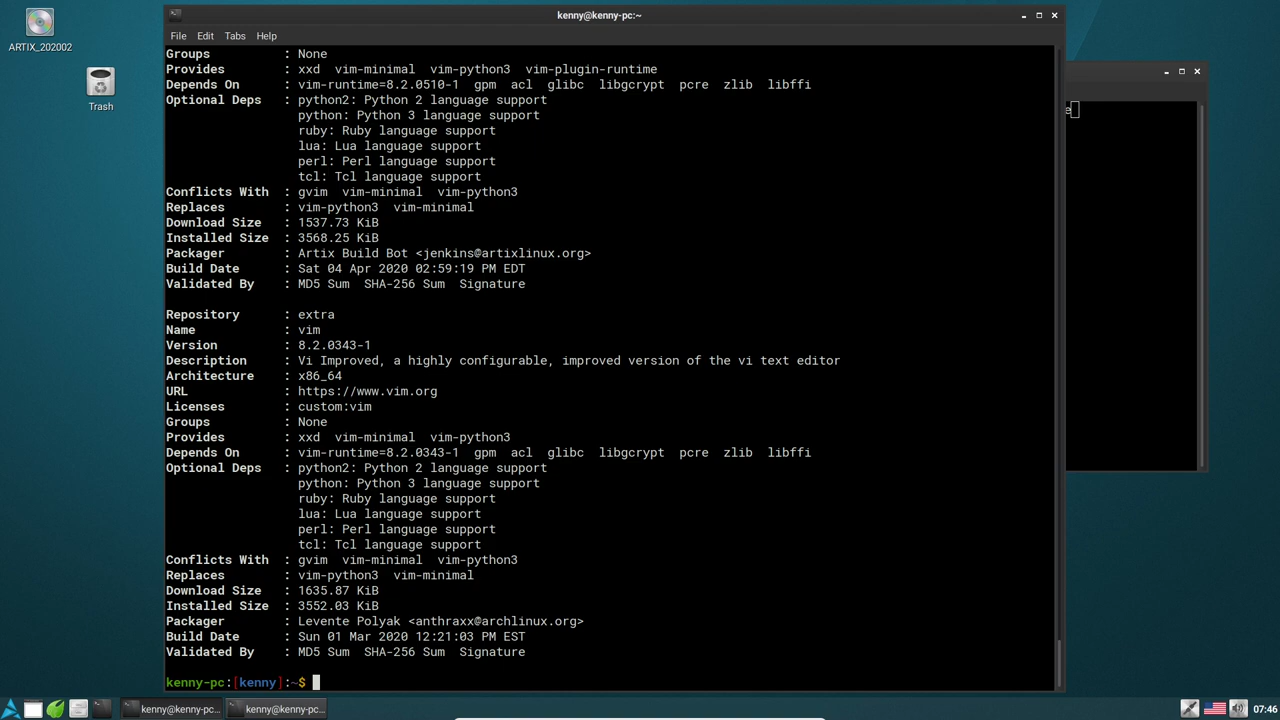 ARTIX_202002
Trash
kenny@kenny-pc:~
File Edit Tabs Help
Groups : None
Provides : xxd vim-minimal vim-python3 vim-plugin-runtime
Depends On : vim-runtime=8.2.0510-1 gpm acl glibc libgcrypt pcre zlib libffi
Optional Deps : python2: Python 2 language support
python: Python 3 language support
ruby: Ruby language support
lua: Lua language support
perl: Perl language support
tcl: Tcl language support
Conflicts With : gvim vim-minimal vim-python3
Replaces : vim-python3 vim-minimal
Download Size : 1537.73 KiB
Installed Size : 3568.25 KiB
Packager : Artix Build Bot <jenkins@artixlinux.org>
Build Date : Sat 04 Apr 2020 02:59:19 PM EDT
Validated By : MD5 Sum SHA-256 Sum Signature
Repository : extra
Name : vim
Version : 8.2.0343-1
Description : Vi Improved, a highly configurable, improved version of the vi text editor
Architecture : x86_64
URL : https://www.vim.org
Licenses : custom:vim
Groups : None
Provides : xxd vim-minimal vim-python3
Depends On : vim-runtime=8.2.0343-1 gpm acl glibc libgcrypt pcre zlib libffi
Optional Deps : python2: Python 2 language support
python: Python 3 language support
ruby: Ruby language support
lua: Lua language support
perl: Perl language support
tcl: Tcl language support
Conflicts With : gvim vim-minimal vim-python3
Replaces : vim-python3 vim-minimal
Download Size : 1635.87 KiB
Installed Size : 3552.03 KiB
Packager : Levente Polyak <anthraxx@archlinux.org>
Build Date : Sun 01 Mar 2020 12:21:03 PM EST
Validated By : MD5 Sum SHA-256 Sum Signature
kenny-pc:[kenny]:~$
e
kenny@kenny-pc... kenny@kenny-pc... 07:46